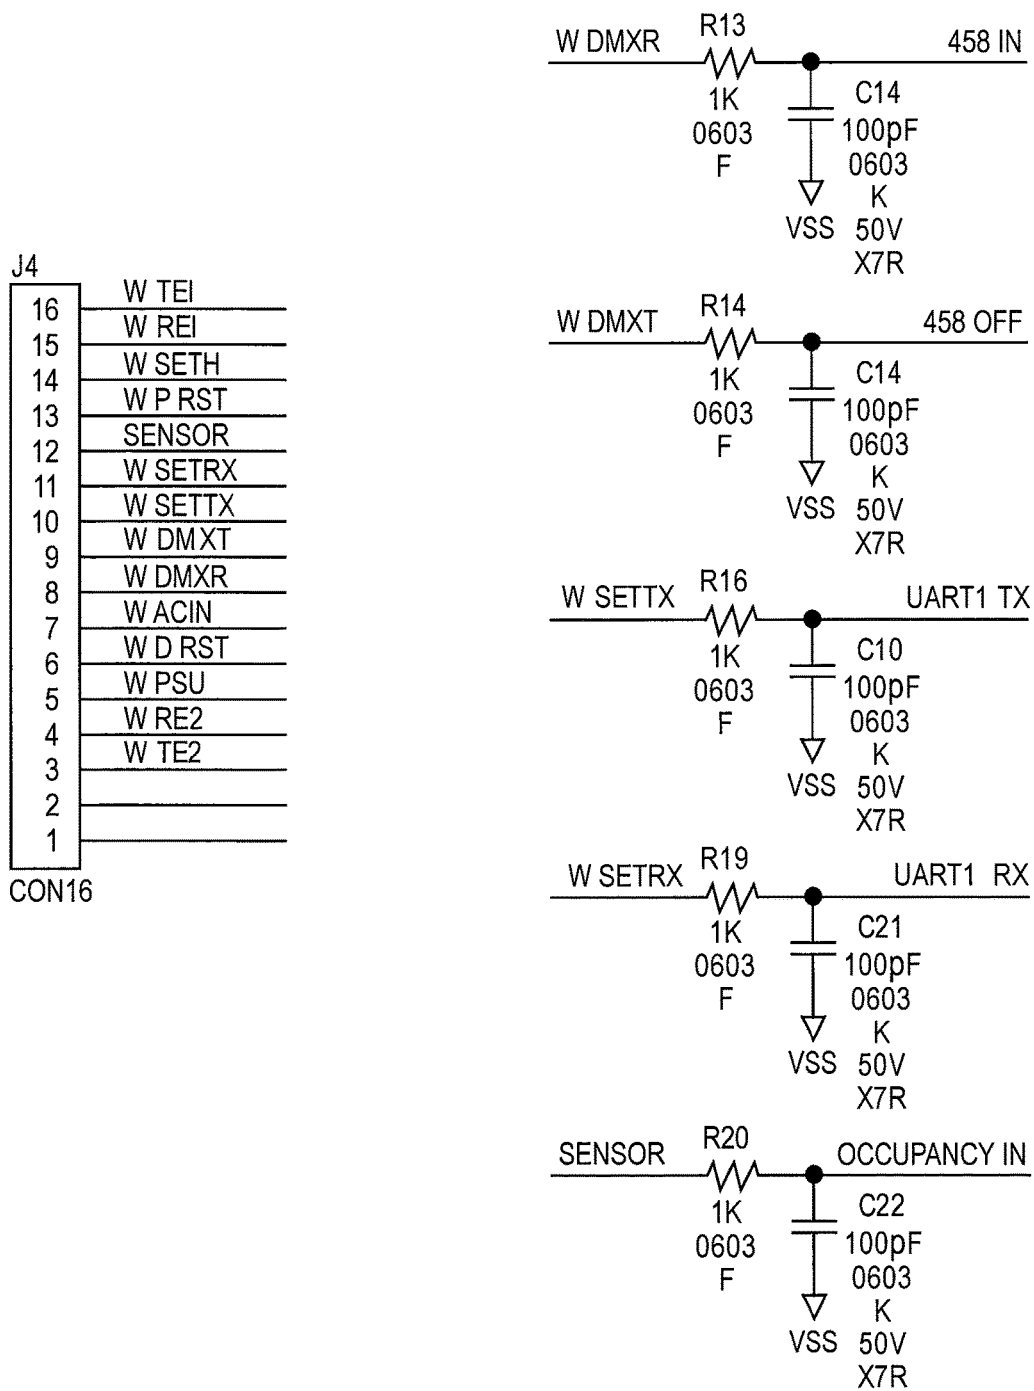 J4
16 W TEI
15 W REI
14 W SETH
13 W P RST
12 SENSOR
11 W SETRX
10 W SETTX
9 W DMXT
8 W DMXR
7 W ACIN
6 W D RST
5 W PSU
4 W RE2
3 W TE2
2
1
CON16
W DMXR R13 458 IN
1K
0603
F
C14
100pF
0603
K
50V
X7R
VSS
W DMXT R14 458 OFF
1K
0603
F
C14
100pF
0603
K
50V
X7R
VSS
W SETTX R16 UART1 TX
1K
0603
F
C10
100pF
0603
K
50V
X7R
VSS
W SETRX R19 UART1 RX
1K
0603
F
C21
100pF
0603
K
50V
X7R
VSS
SENSOR R20 OCCUPANCY IN
1K
0603
F
C22
100pF
0603
K
50V
X7R
VSS